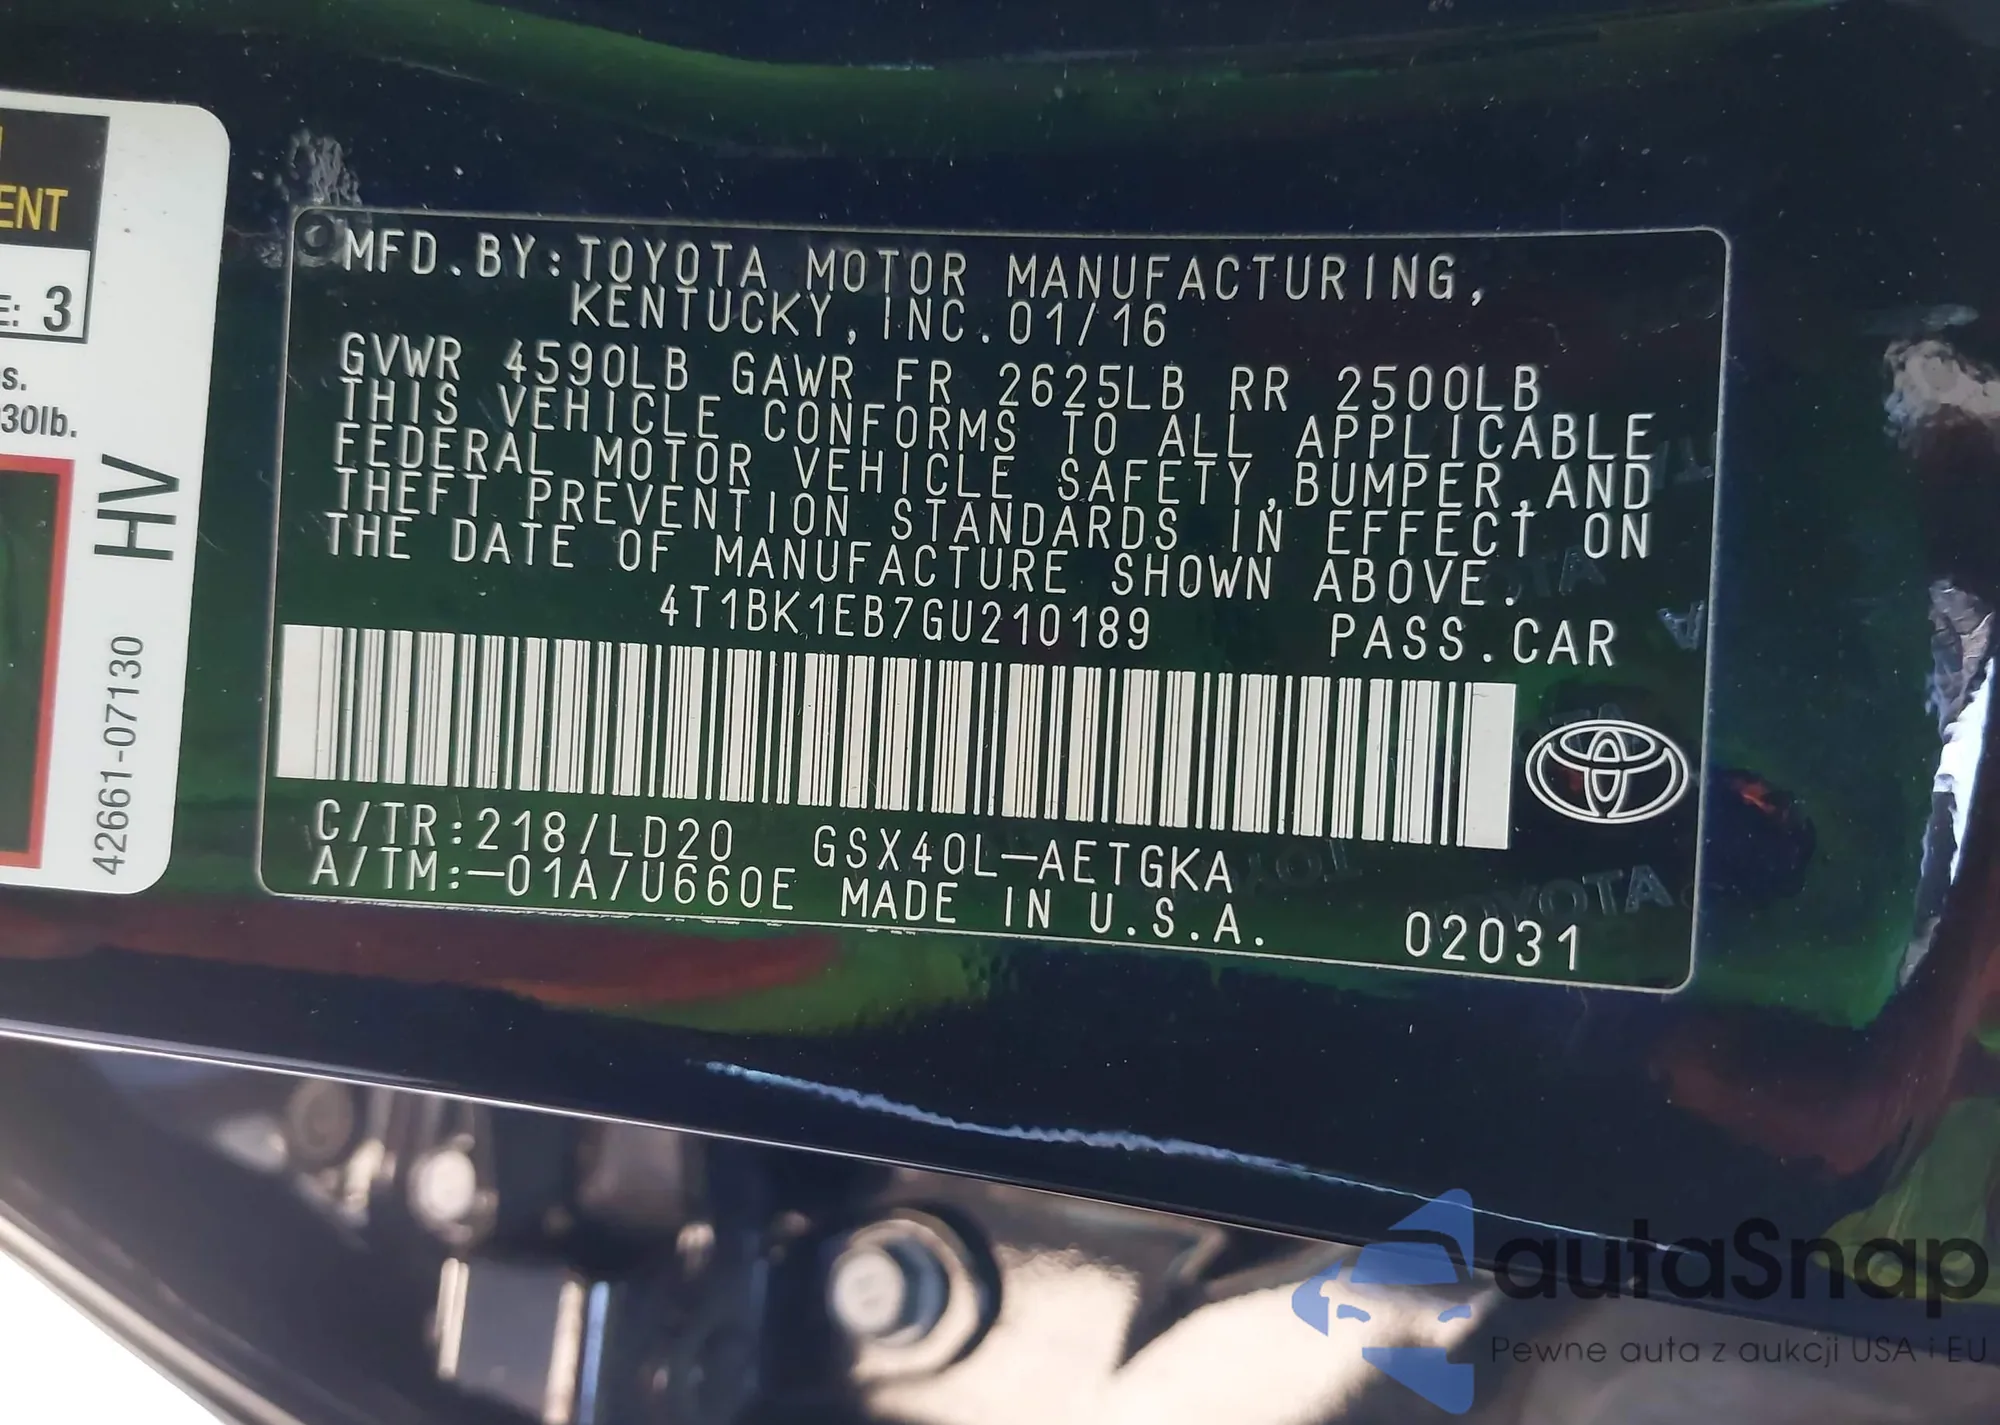 ENT
E: 3
s.
30lb.
HV
42661-07130
MFD.BY:TOYOTA MOTOR MANUFACTURING,
KENTUCKY,INC.01/16
GVWR 4590LB GAWR FR 2625LB RR 2500LB
THIS VEHICLE CONFORMS TO ALL APPLICABLE
FEDERAL MOTOR VEHICLE SAFETY,BUMPER,AND
THEFT PREVENTION STANDARDS IN EFFECT ON
THE DATE OF MANUFACTURE SHOWN ABOVE.
4T1BK1EB7GU210189 PASS.CAR
C/TR:218/LD20 GSX40L-AETGKA
A/TM:-01A/U660E MADE IN U.S.A. 02031
autaSnap
Pewne auta z aukcji USA i EU